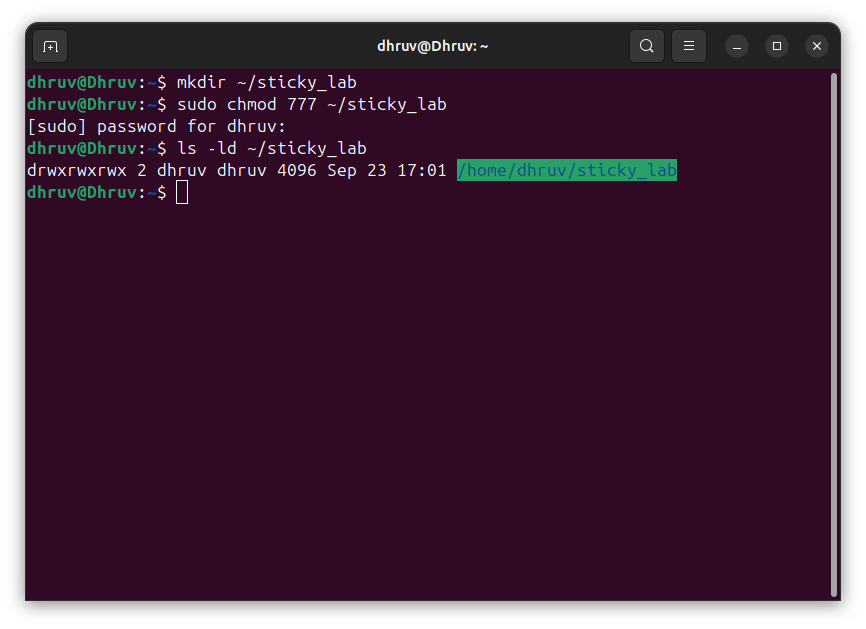 dhruv@Dhruv: ~
dhruv@Dhruv:~$ mkdir ~/sticky_lab
dhruv@Dhruv:~$ sudo chmod 777 ~/sticky_lab
[sudo] password for dhruv:
dhruv@Dhruv:~$ ls -ld ~/sticky_lab
drwxrwxrwx 2 dhruv dhruv 4096 Sep 23 17:01 /home/dhruv/sticky_lab
dhruv@Dhruv:~$